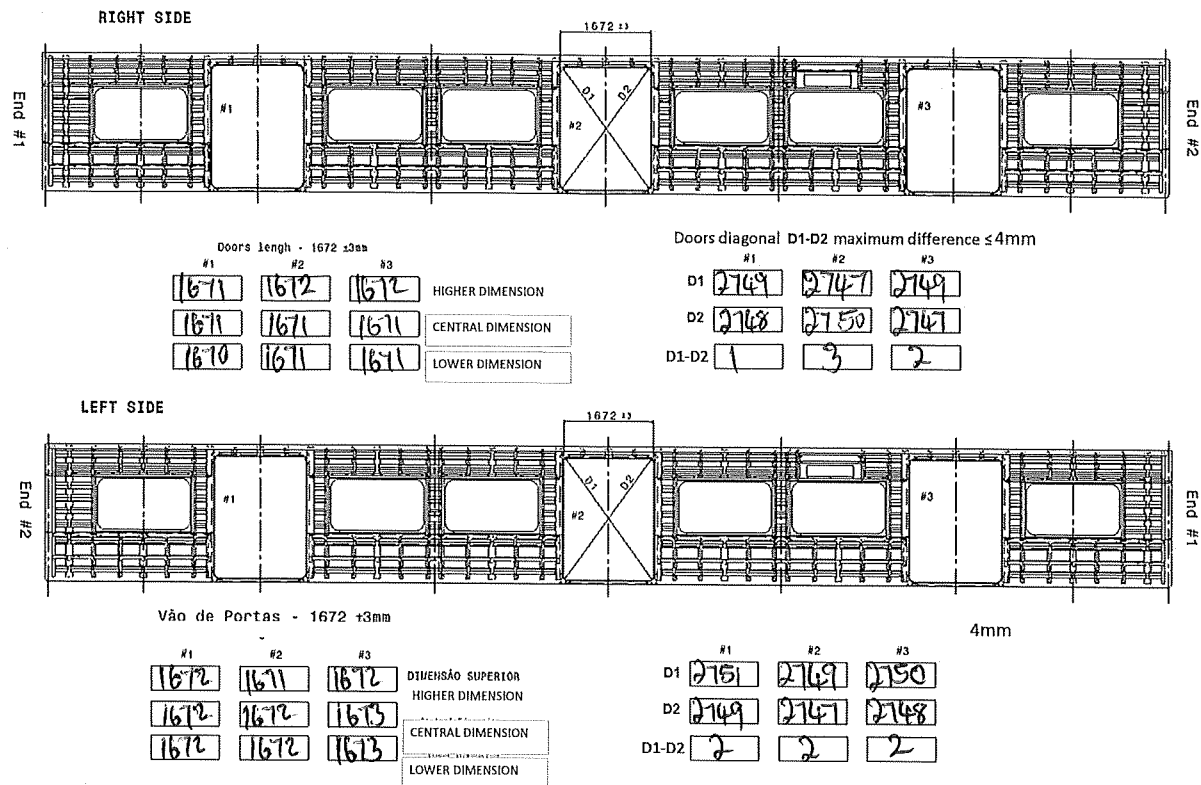 RIGHT SIDE
1672 ±3
End #1
#1
D1 D2
#2
#3
End #2
Doors lengh - 1672 ±3mm
#1 #2 #3
1671 1672 1672 HIGHER DIMENSION
1671 1671 1671 CENTRAL DIMENSION
1670 1671 1671 LOWER DIMENSION
Doors diagonal D1-D2 maximum difference ≤4mm
#1 #2 #3
D1 2749 2747 2749
D2 2748 2750 2747
D1-D2 1 3 2
LEFT SIDE
1672 ±3
End #2
#1
D1 D2
#2
#3
End #1
Vão de Portas - 1672 ±3mm
#1 #2 #3
1672 1671 1672 DIMENSÃO SUPERIOR
HIGHER DIMENSION
1672 1672 1673
CENTRAL DIMENSION
1672 1672 1673
LOWER DIMENSION
4mm
#1 #2 #3
D1 2751 2749 2750
D2 2749 2747 2748
D1-D2 2 2 2